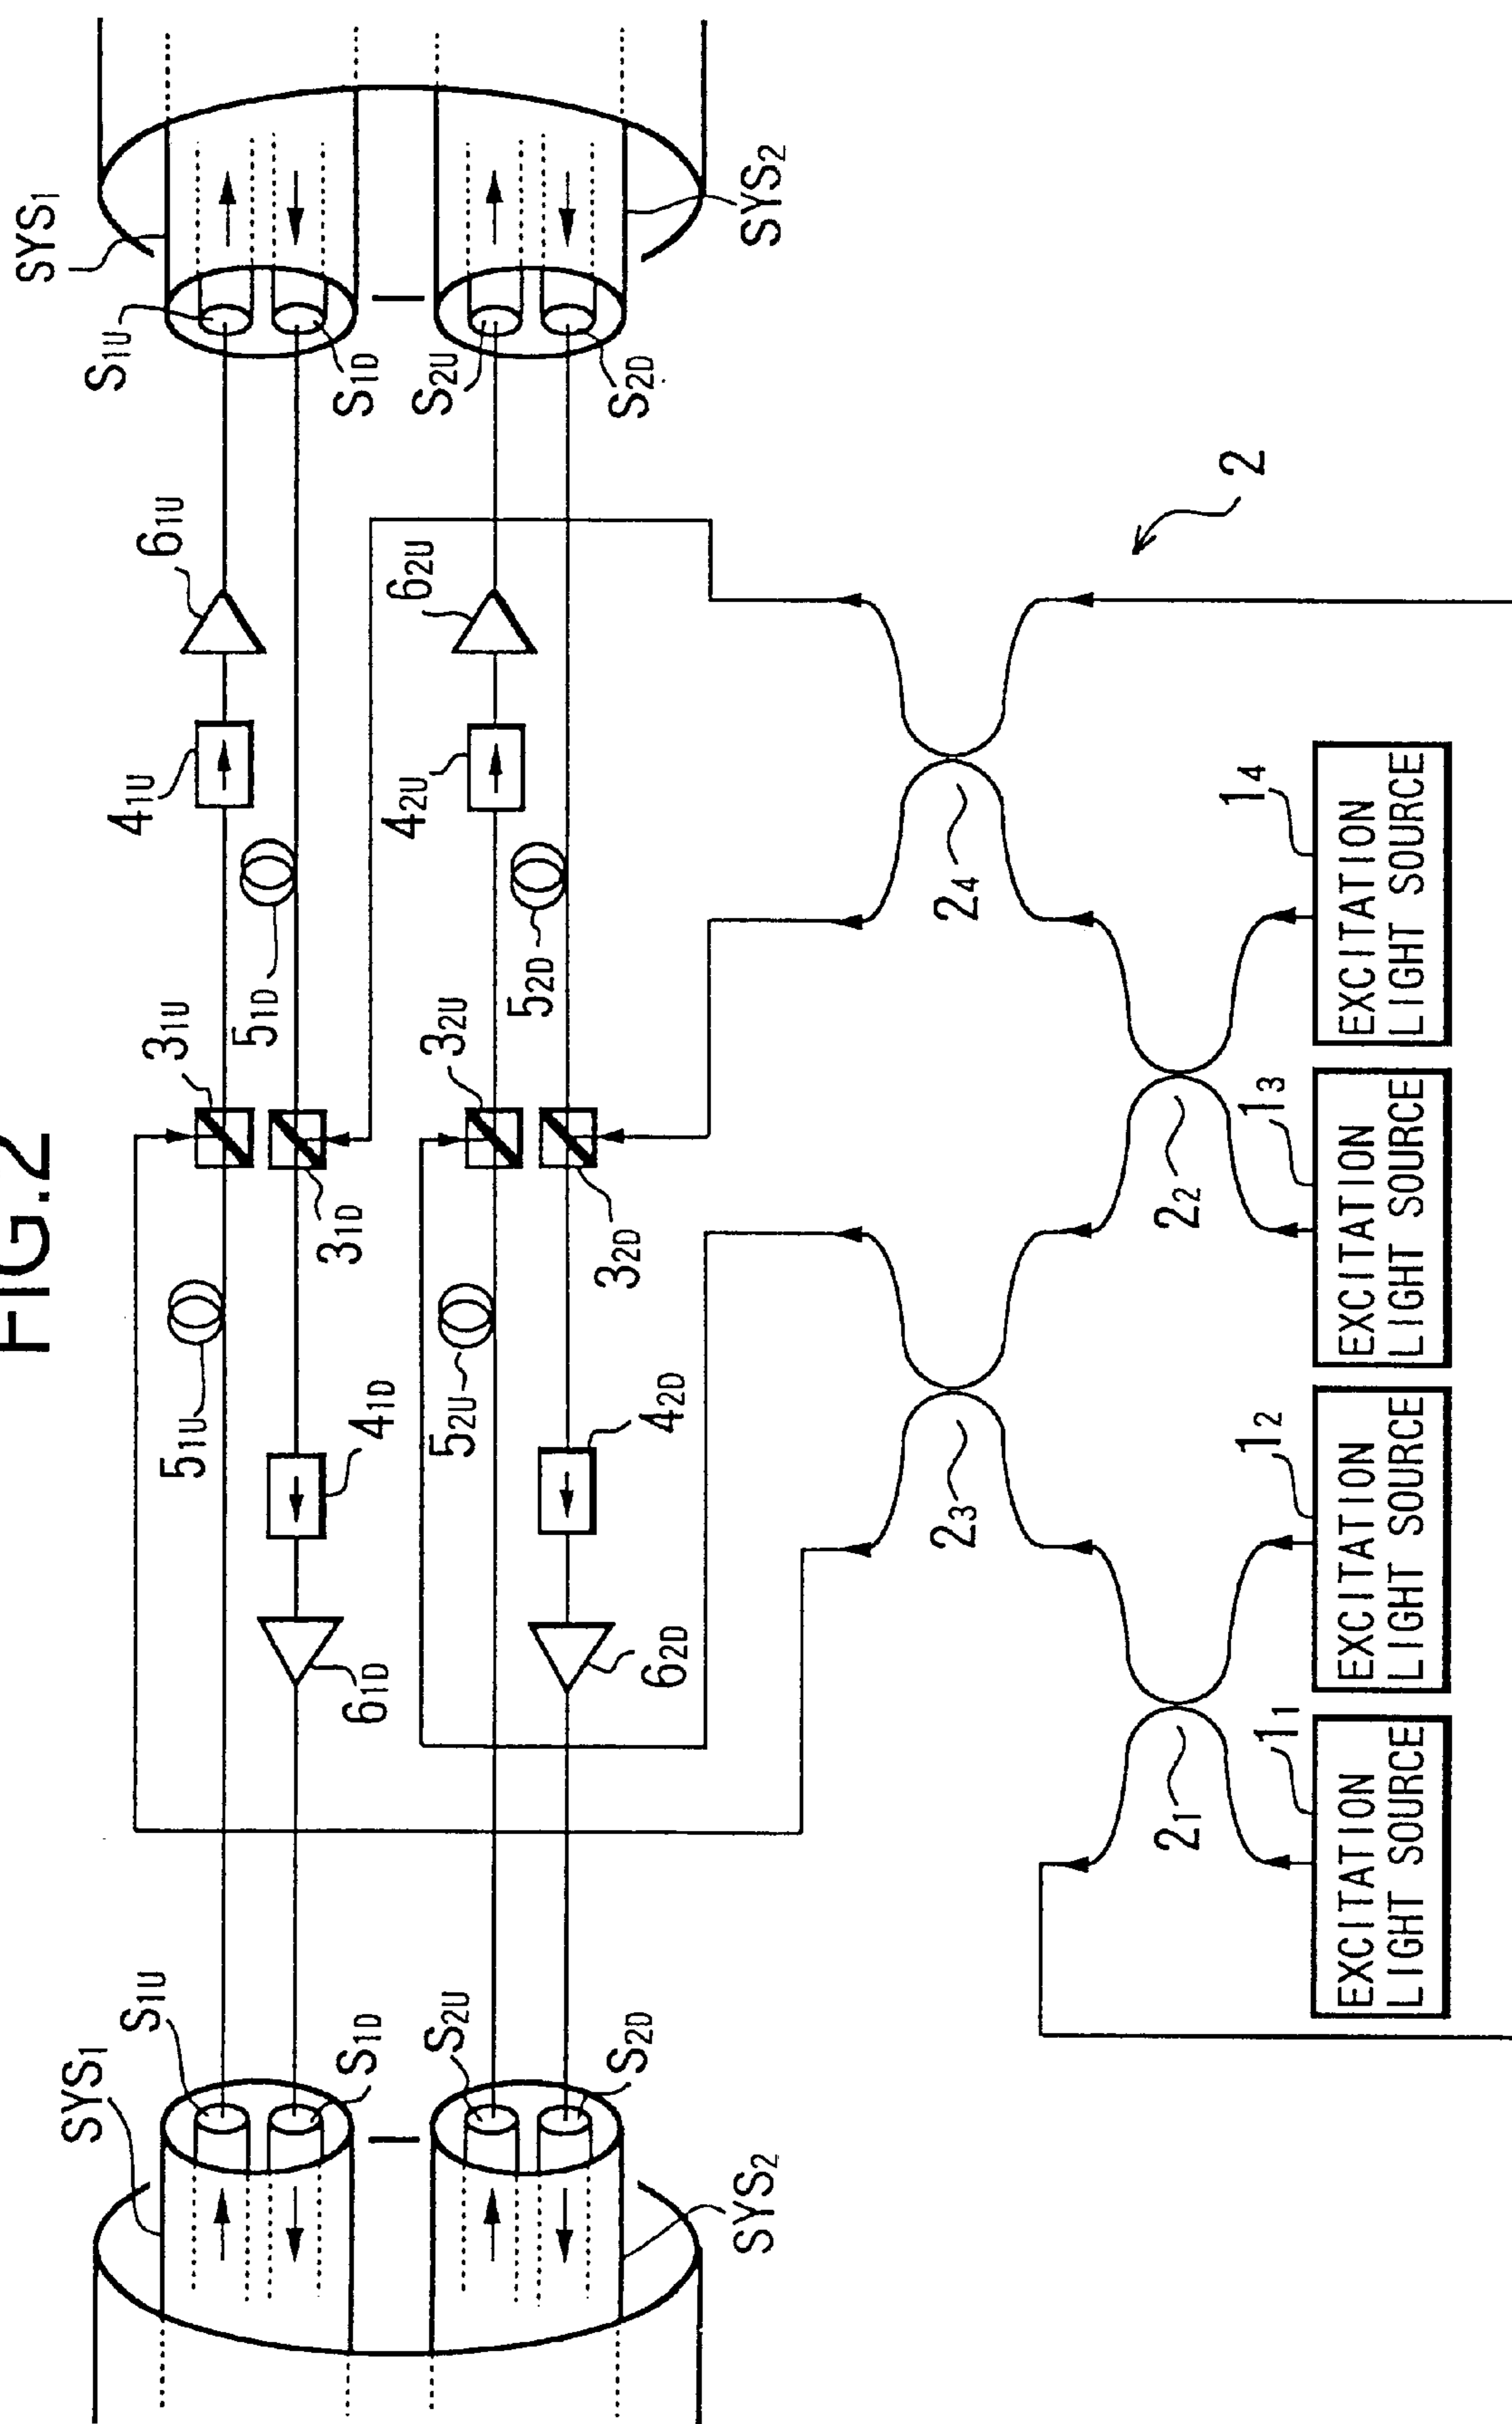 FIG.2
SYS1
S1U
S1D
SYS2
S2U
S2D
51U
61D
41D
31U
31D
51D
41U
61U
SYS1
S1U
S1D
52U
62D
42D
32U
32D
52D
42U
62U
S2U
S2D
SYS2
23
24
2
21
22
11
EXCITATION
LIGHT SOURCE
12
EXCITATION
LIGHT SOURCE
13
EXCITATION
LIGHT SOURCE
14
EXCITATION
LIGHT SOURCE